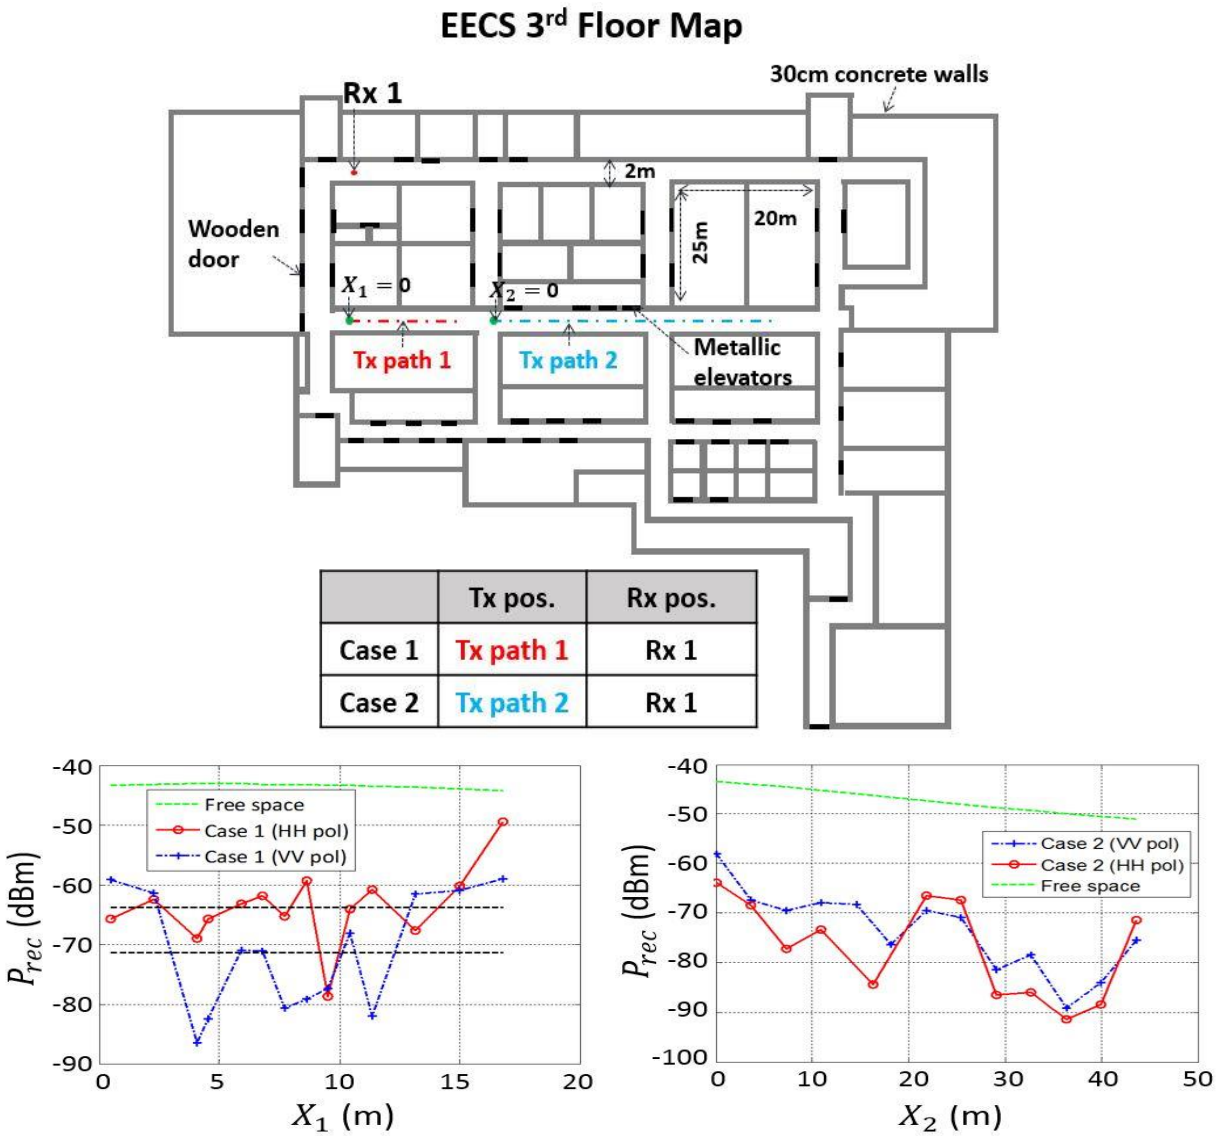 EECS 3rd Floor Map
30cm concrete walls
Rx 1
2m
20m
25m
Wooden
door
X1 = 0
X2 = 0
Tx path 1
Tx path 2
Metallic
elevators
Tx pos. Rx pos.
Case 1 Tx path 1 Rx 1
Case 2 Tx path 2 Rx 1
-40
-50
-60
-70
-80
-90
Prec (dBm)
Free space
Case 1 (HH pol)
Case 1 (VV pol)
0 5 10 15 20
X1 (m)
-40
-50
-60
-70
-80
-90
-100
Prec (dBm)
Case 2 (VV pol)
Case 2 (HH pol)
Free space
0 10 20 30 40 50
X2 (m)